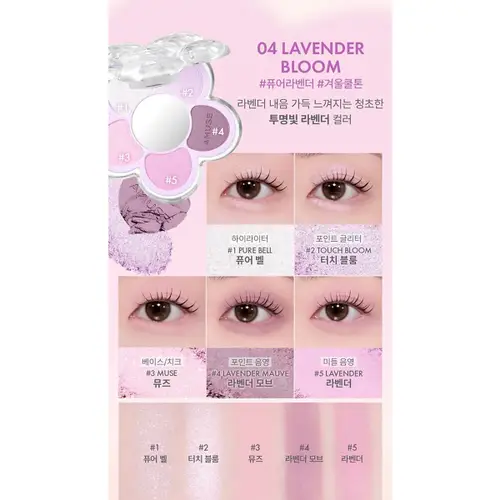 04 LAVENDER
BLOOM
#퓨어라벤더 #겨울쿨톤
라벤더 내음 가득 느껴지는 청초한
투명빛 라벤더 컬러
#1
#2
#3
#4
#5
AMUSE
하이라이터
#1 PURE BELL
퓨어 벨
포인트 글리터
#2 TOUCH BLOOM
터치 블룸
베이스/치크
#3 MUSE
뮤즈
포인트 음영
#4 LAVENDER MAUVE
라벤더 모브
미들 음영
#5 LAVENDER
라벤더
#1
퓨어 벨
#2
터치 블룸
#3
뮤즈
#4
라벤더 모브
#5
라벤더